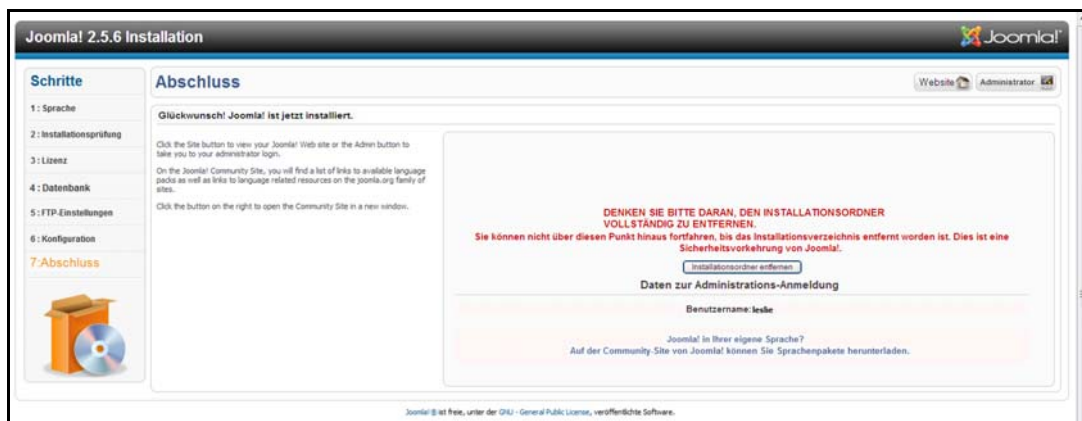 Joomla! 2.5.6 Installation
Joomla!
Schritte
1 : Sprache
2 : Installationsprüfung
3 : Lizenz
4 : Datenbank
5 : FTP-Einstellungen
6 : Konfiguration
7:Abschluss
Abschluss
Website
Administrator
Glückwunsch! Joomla! ist jetzt installiert.
Click the Site button to view your Joomla! Web site or the Admin button to
take you to your administrator login.
On the Joomla! Community Site, you will find a list of links to available language
packs as well as links to language related resources on the joomla.org family of
sites.
Click the button on the right to open the Community Site in a new window.
DENKEN SIE BITTE DARAN, DEN INSTALLATIONSORDNER
VOLLSTÄNDIG ZU ENTFERNEN.
Sie können nicht über diesen Punkt hinaus fortfahren, bis das Installationsverzeichnis entfernt worden ist. Dies ist eine
Sicherheitsvorkehrung von Joomla!.
Installationsordner entfernen
Daten zur Administrations-Anmeldung
Benutzername: leslie
Joomla! in Ihrer eigene Sprache?
Auf der Community-Site von Joomla! können Sie Sprachenpakete herunterladen.
Joomla! ® ist freie, unter der GNU - General Public License, veröffentlichte Software.